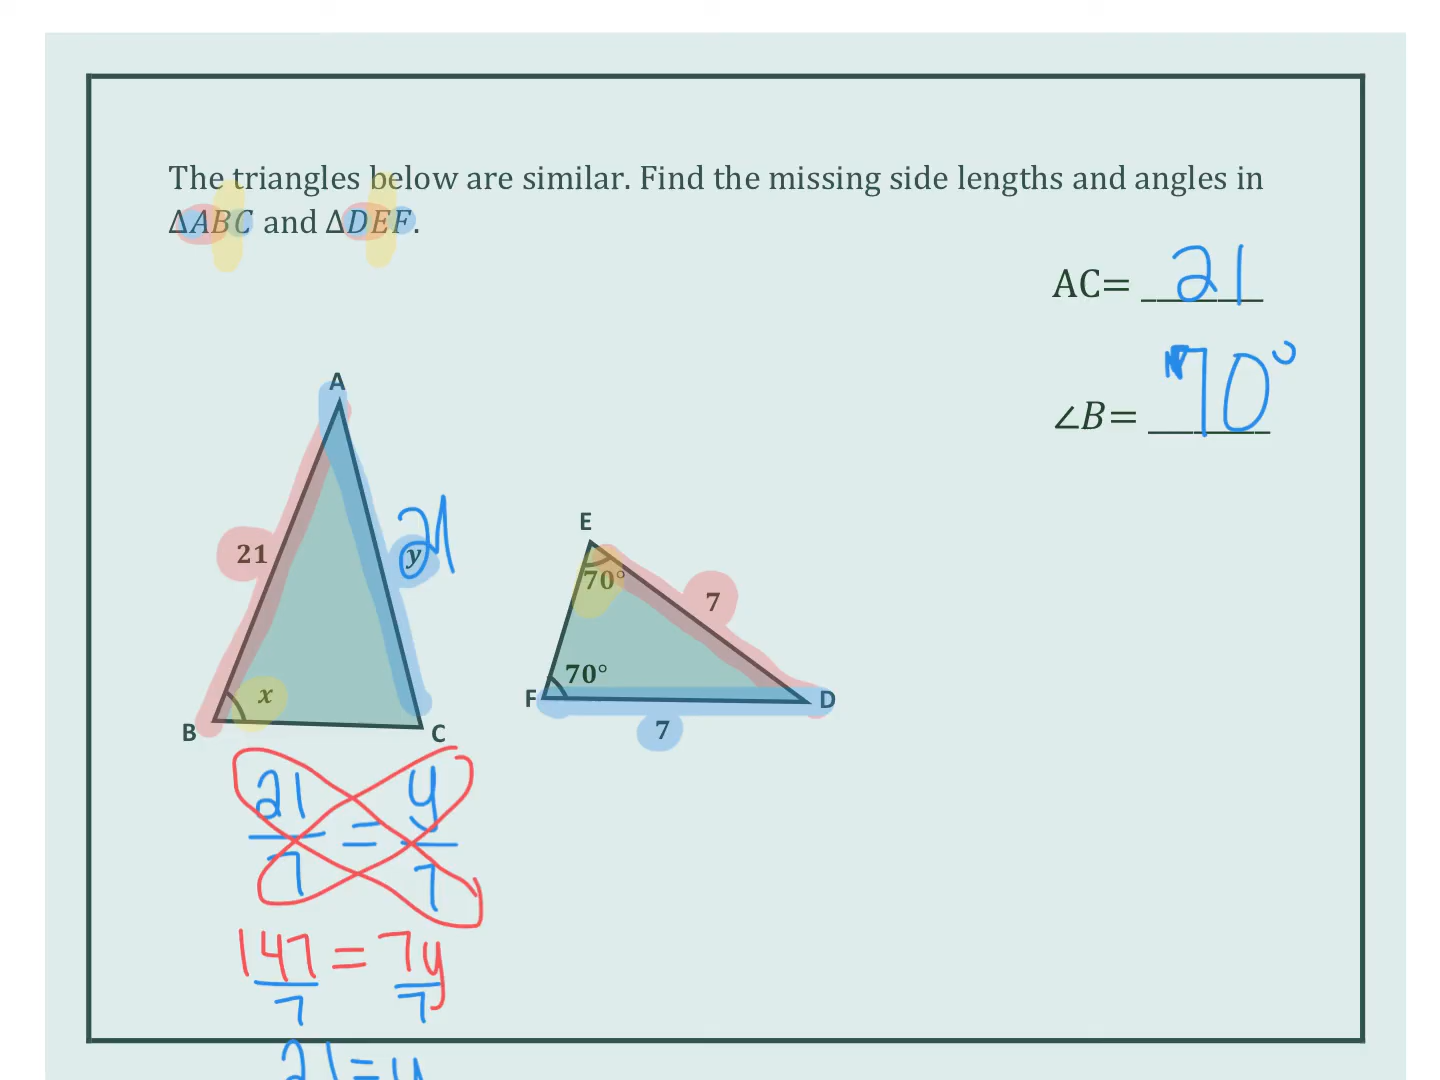 The triangles below are similar. Find the missing side lengths and angles in
ΔABC and ΔDEF.
AC= 21
∠B= 70°
A
21
y 21
x
B
C
E
70°
7
70°
F
D
7
21/7 = y/7
147/7 = 7y/7
21 = y